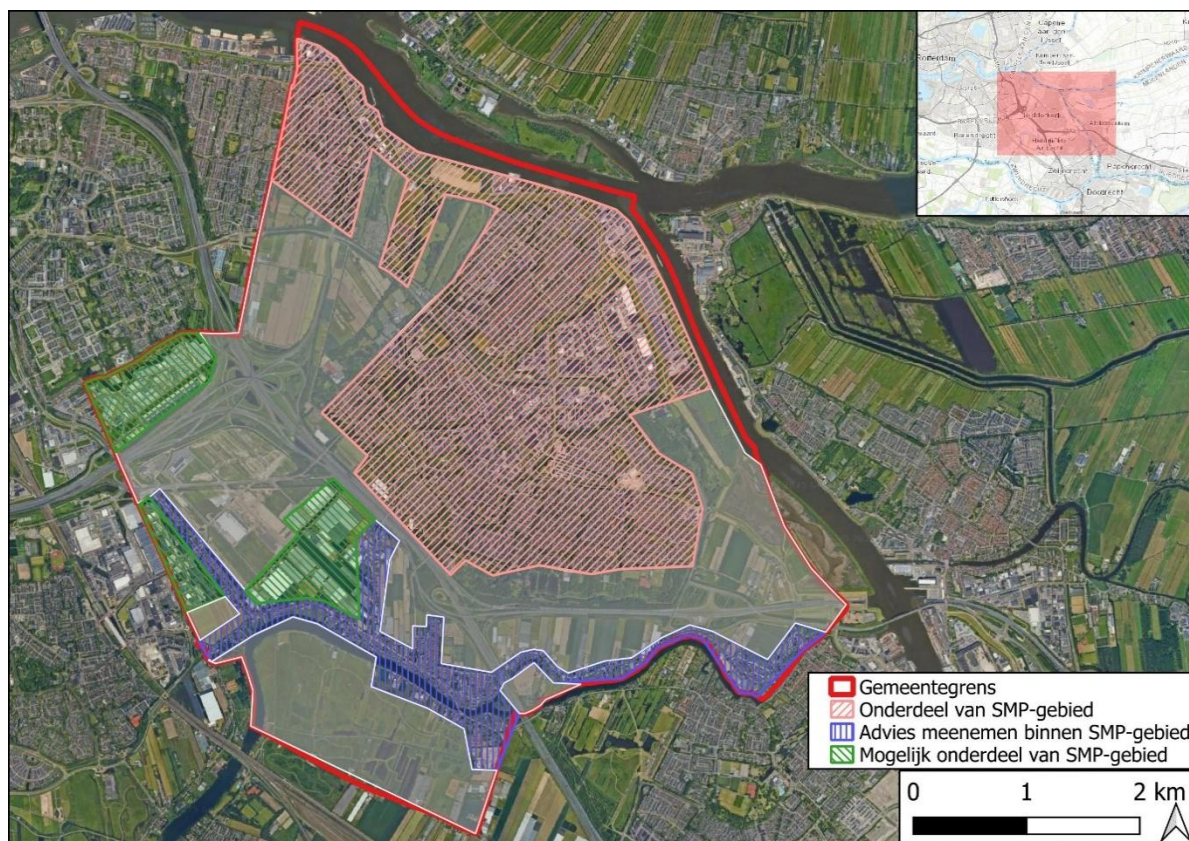 Capelle
aan den
IJssel
Rotterdam
Barendrecht
Papendrecht
Zwijndrecht
Dordrecht
Gemeentegrens
Onderdeel van SMP-gebied
Advies meenemen binnen SMP-gebied
Mogelijk onderdeel van SMP-gebied
0 1 2 km